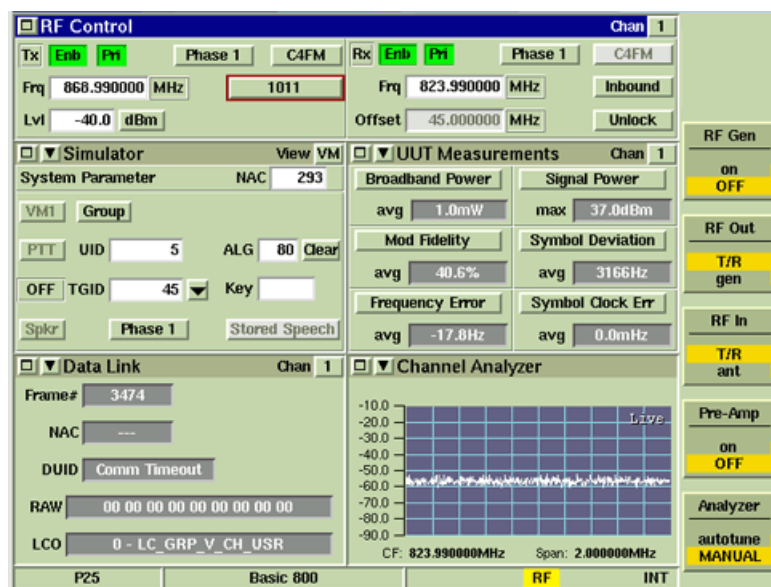 RF Control Chan 1
Tx Enb Pri Phase 1 C4FM
Frq 868.990000 MHz 1011
Lvl -40.0 dBm
Rx Enb Pri Phase 1 C4FM
Frq 823.990000 MHz Inbound
Offset 45.000000 MHz Unlock
Simulator View VM
System Parameter NAC 293
VM1 Group
PTT UID 5 ALG 80 Clear
OFF TGID 45 Key
Spkr Phase 1 Stored Speech
UUT Measurements Chan 1
Broadband Power Signal Power
avg 1.0mW max 37.0dBm
Mod Fidelity Symbol Deviation
avg 40.6% avg 3166Hz
Frequency Error Symbol Clock Err
avg -17.8Hz avg 0.0mHz
Data Link Chan 1
Frame# 3474
NAC ---
DUID Comm Timeout
RAW 00 00 00 00 00 00 00 00 00
LCO 0 - LC_GRP_V_CH_USR
Channel Analyzer
Live
-10.0
-20.0
-30.0
-40.0
-50.0
-60.0
-70.0
-80.0
-90.0
CF: 823.990000MHz Span: 2.000000MHz
RF Gen
on
OFF
RF Out
T/R
gen
RF In
T/R
ant
Pre-Amp
on
OFF
Analyzer
autotune
MANUAL
P25 Basic 800 RF INT